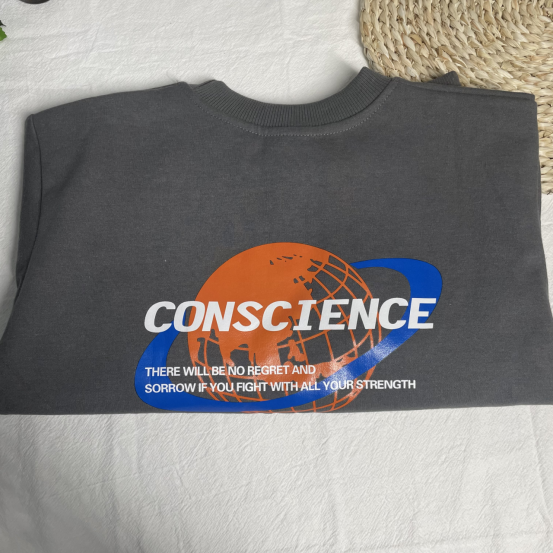 CONSCIENCE
THERE WILL BE NO REGRET AND
SORROW IF YOU FIGHT WITH ALL YOUR STRENGTH